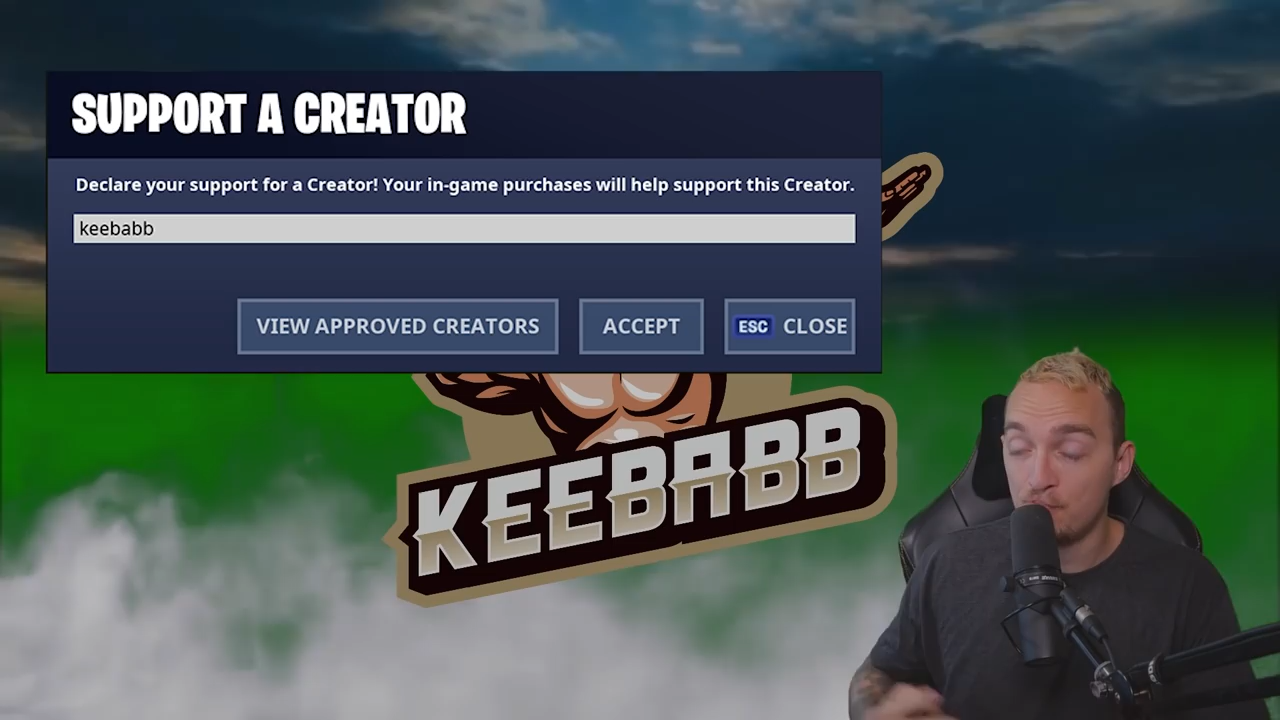 SUPPORT A CREATOR
Declare your support for a Creator! Your in-game purchases will help support this Creator.
keebabb
VIEW APPROVED CREATORS
ACCEPT
ESC CLOSE
KEEBABB